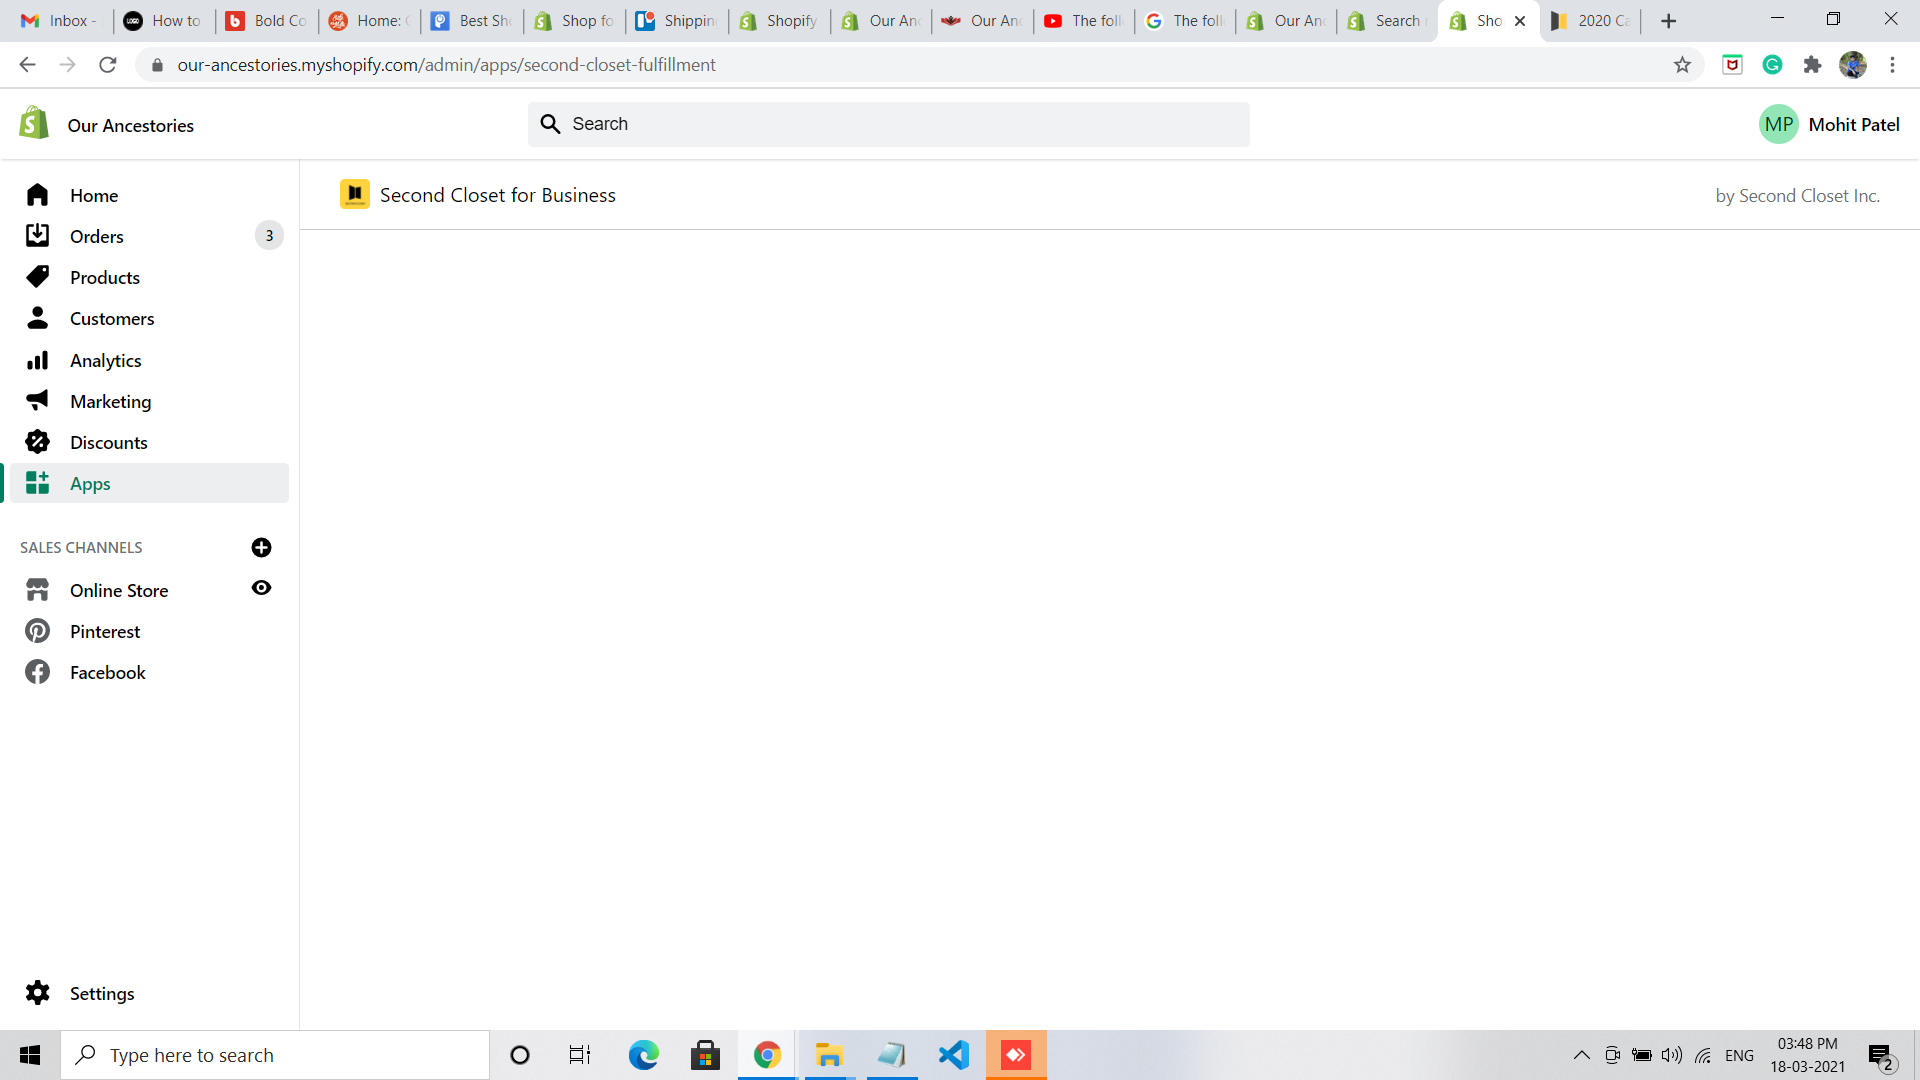 Inbox -
How to
Bold Co
Home: 
Best Sh
Shop fo
Shipping
Shopify
Our An
Our An
The foll
The foll
Our An
Search
Sho
2020 Ca
our-ancestories.myshopify.com/admin/apps/second-closet-fulfillment
Our Ancestories
Search
MP
Mohit Patel
Home
Orders
3
Products
Customers
Analytics
Marketing
Discounts
Apps
SALES CHANNELS
Online Store
Pinterest
Facebook
Settings
Second Closet for Business
by Second Closet Inc.
Type here to search
ENG
03:48 PM
18-03-2021
2